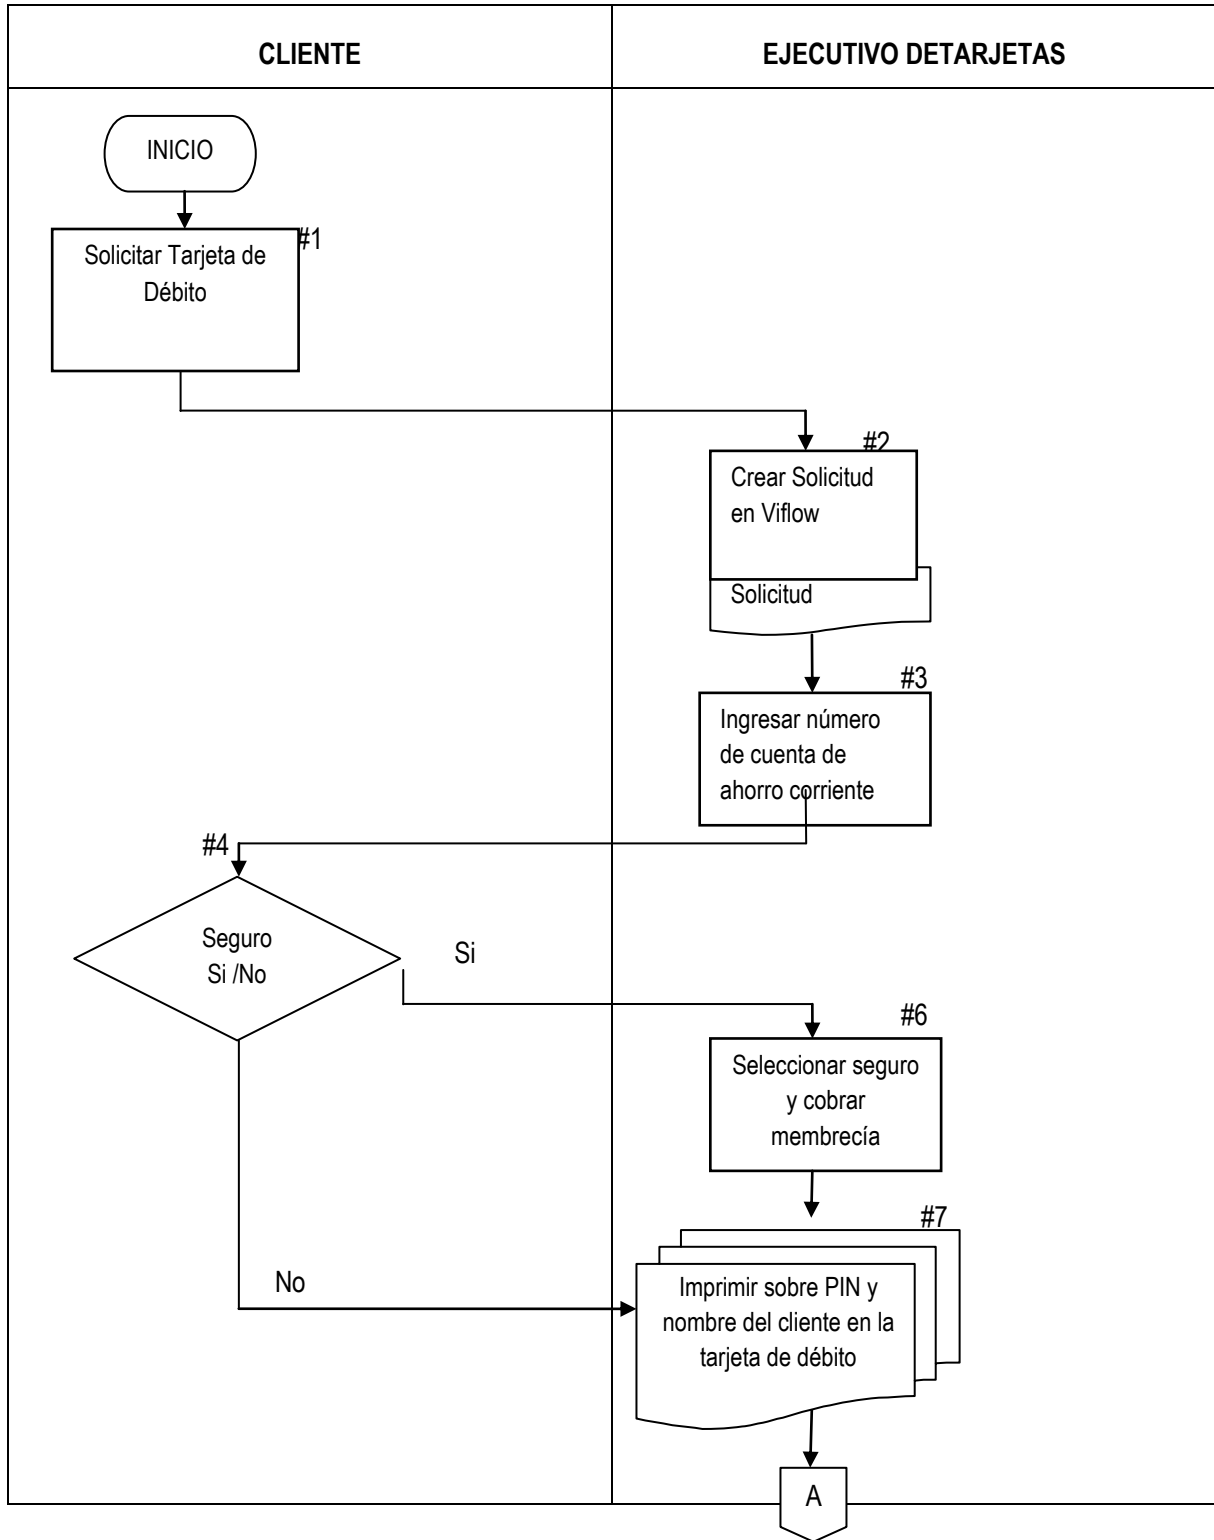 CLIENTE
EJECUTIVO DETARJETAS
INICIO
#1
Solicitar Tarjeta de
Débito
#2
Crear Solicitud
en Viflow
Solicitud
#3
Ingresar número
de cuenta de
ahorro corriente
#4
Seguro
Si /No
Si
#6
Seleccionar seguro
y cobrar
membrecía
#7
No
Imprimir sobre PIN y
nombre del cliente en la
tarjeta de débito
A